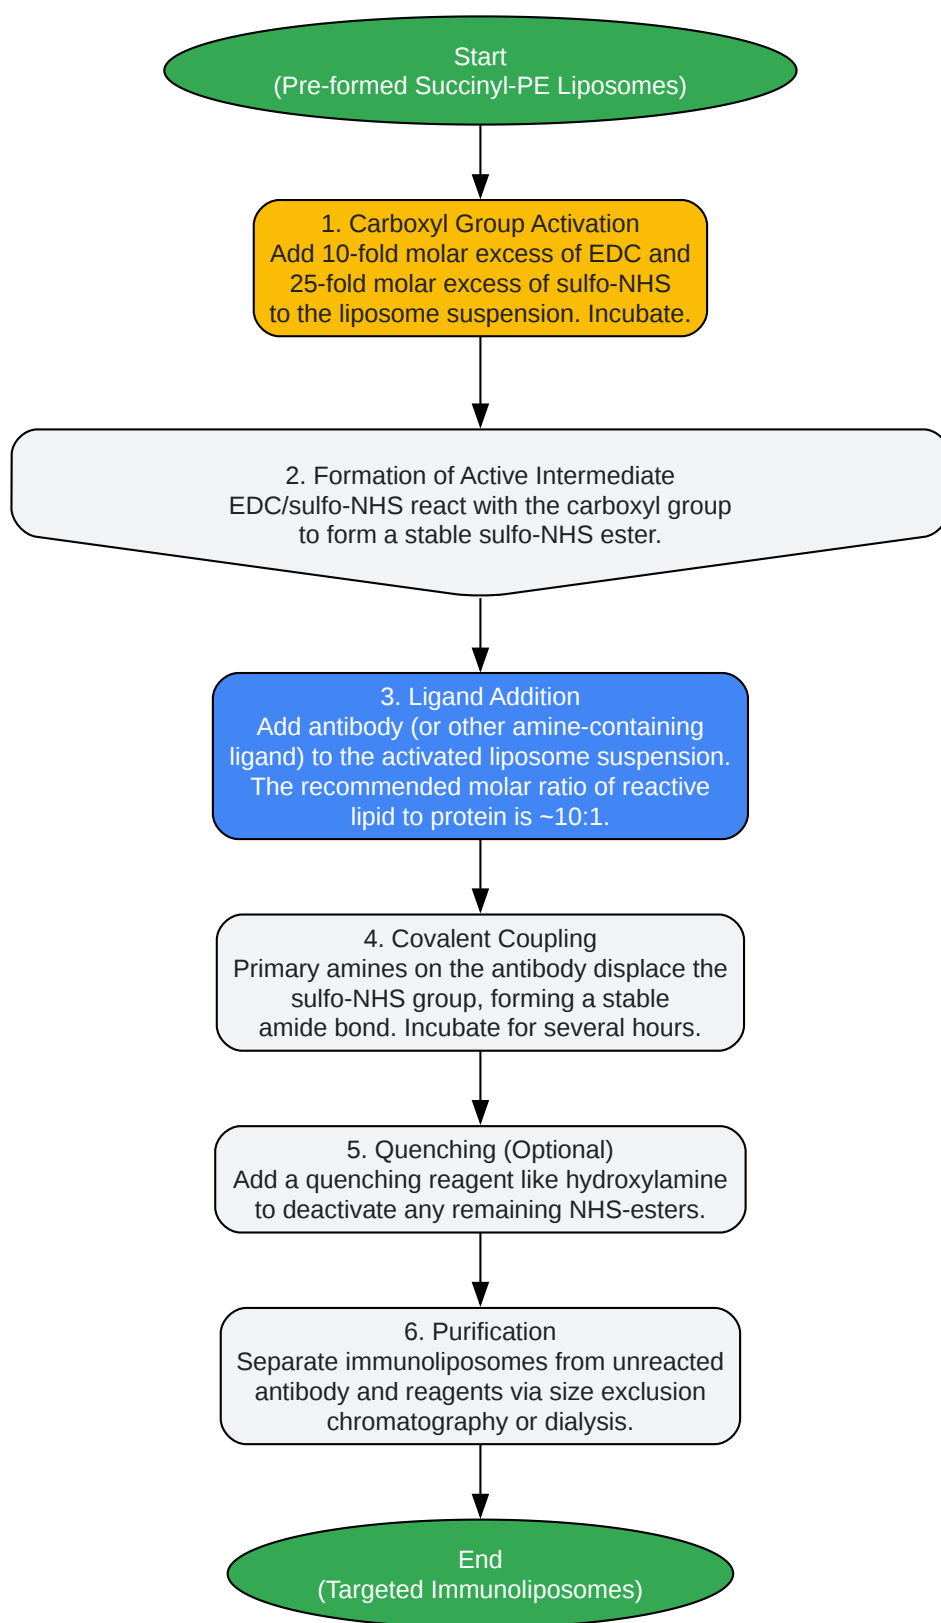 Start
(Pre-formed Succinyl-PE Liposomes)
1. Carboxyl Group Activation
Add 10-fold molar excess of EDC and
25-fold molar excess of sulfo-NHS
to the liposome suspension. Incubate.
2. Formation of Active Intermediate
EDC/sulfo-NHS react with the carboxyl group
to form a stable sulfo-NHS ester.
3. Ligand Addition
Add antibody (or other amine-containing
ligand) to the activated liposome suspension.
The recommended molar ratio of reactive
lipid to protein is ~10:1.
4. Covalent Coupling
Primary amines on the antibody displace the
sulfo-NHS group, forming a stable
amide bond. Incubate for several hours.
5. Quenching (Optional)
Add a quenching reagent like hydroxylamine
to deactivate any remaining NHS-esters.
6. Purification
Separate immunoliposomes from unreacted
antibody and reagents via size exclusion
chromatography or dialysis.
End
(Targeted Immunoliposomes)